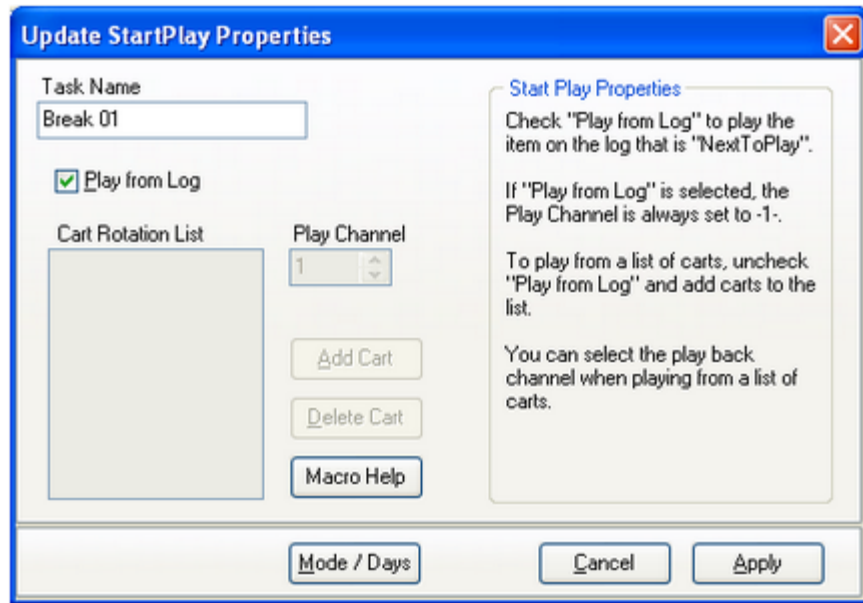 Update StartPlay Properties
Task Name
Break 01
Play from Log
Cart Rotation List
Play Channel
1
Add Cart
Delete Cart
Macro Help
Start Play Properties
Check "Play from Log" to play the
item on the log that is "NextToPlay".
If "Play from Log" is selected, the
Play Channel is always set to -1-.
To play from a list of carts, uncheck
"Play from Log" and add carts to the
list.
You can select the play back
channel when playing from a list of
carts.
Mode / Days
Cancel
Apply